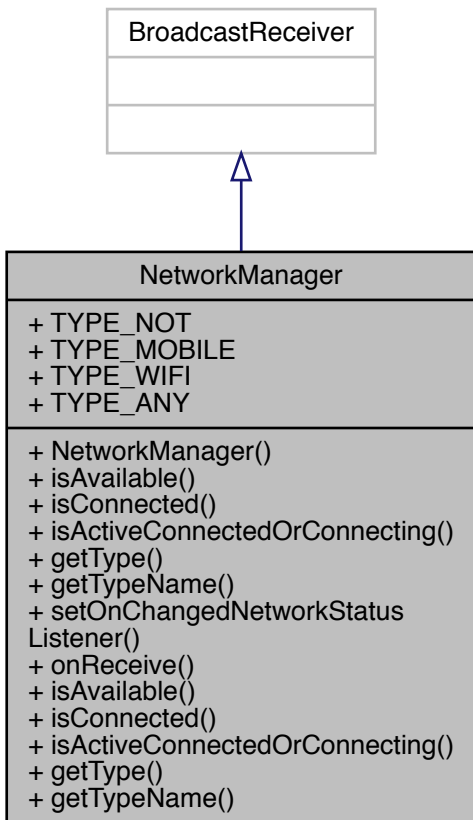 BroadcastReceiver
NetworkManager
+ TYPE_NOT
+ TYPE_MOBILE
+ TYPE_WIFI
+ TYPE_ANY
+ NetworkManager()
+ isAvailable()
+ isConnected()
+ isActiveConnectedOrConnecting()
+ getType()
+ getTypeName()
+ setOnChangedNetworkStatus
Listener()
+ onReceive()
+ isAvailable()
+ isConnected()
+ isActiveConnectedOrConnecting()
+ getType()
+ getTypeName()